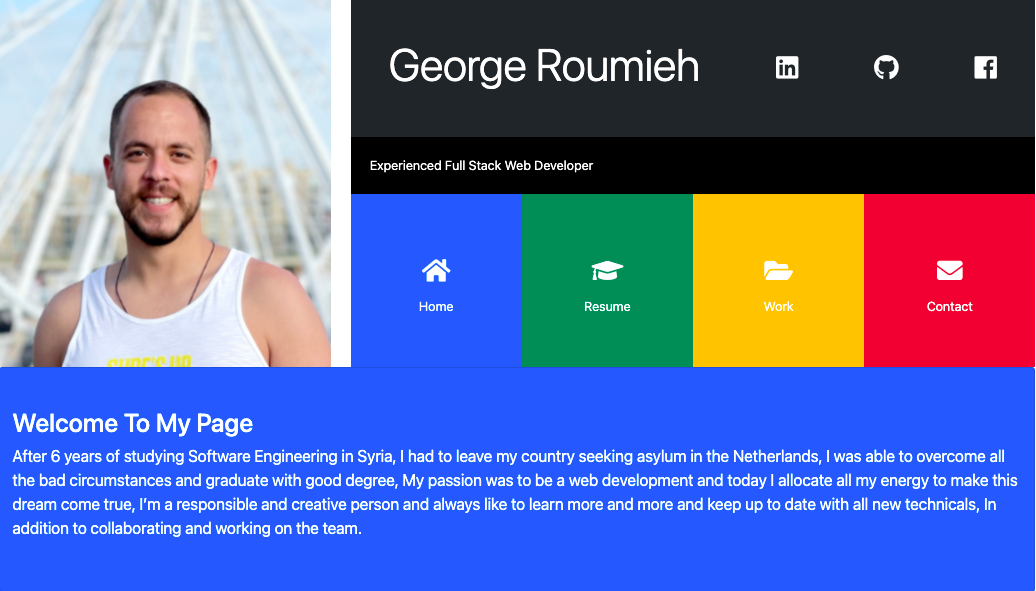 George Roumieh
Experienced Full Stack Web Developer
Home
Resume
Work
Contact
Welcome To My Page
After 6 years of studying Software Engineering in Syria, I had to leave my country seeking asylum in the Netherlands, I was able to overcome all
the bad circumstances and graduate with good degree, My passion was to be a web development and today I allocate all my energy to make this
dream come true, I’m a responsible and creative person and always like to learn more and more and keep up to date with all new technicals, In
addition to collaborating and working on the team.